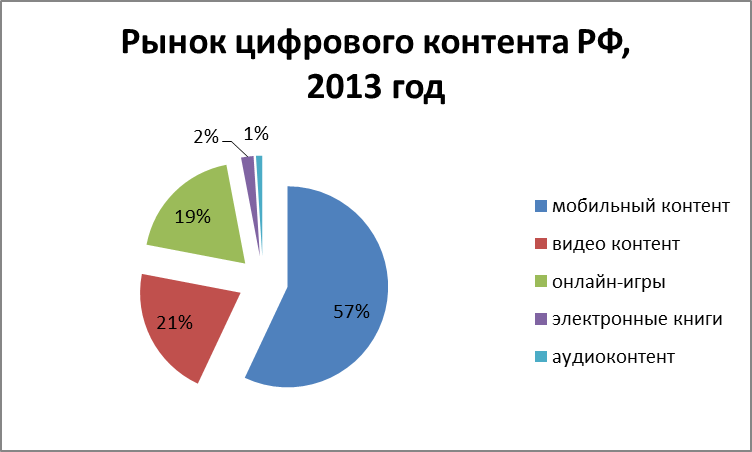 Рынок цифрового контента РФ,
2013 год
2%
1%
19%
21%
57%
мобильный контент
видео контент
онлайн-игры
электронные книги
аудиоконтент